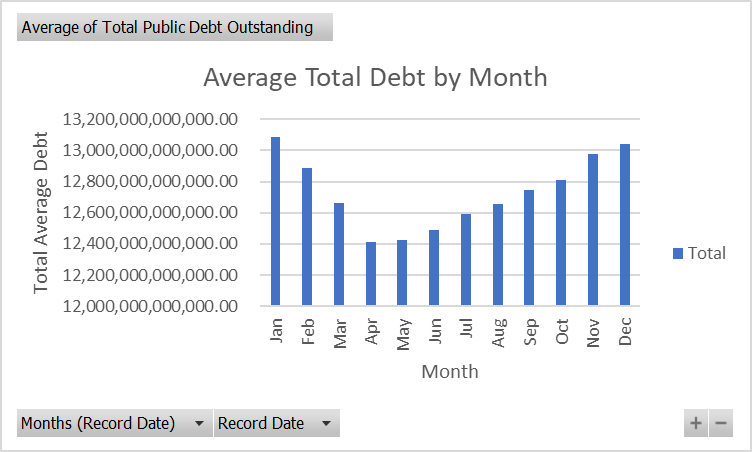 Average of Total Public Debt Outstanding
Average Total Debt by Month
Total Average Debt
13,200,000,000,000.00
13,000,000,000,000.00
12,800,000,000,000.00
12,600,000,000,000.00
12,400,000,000,000.00
12,200,000,000,000.00
12,000,000,000,000.00
Jan Feb Mar Apr May Jun Jul Aug Sep Oct Nov Dec
Month
Total
Months (Record Date) Record Date